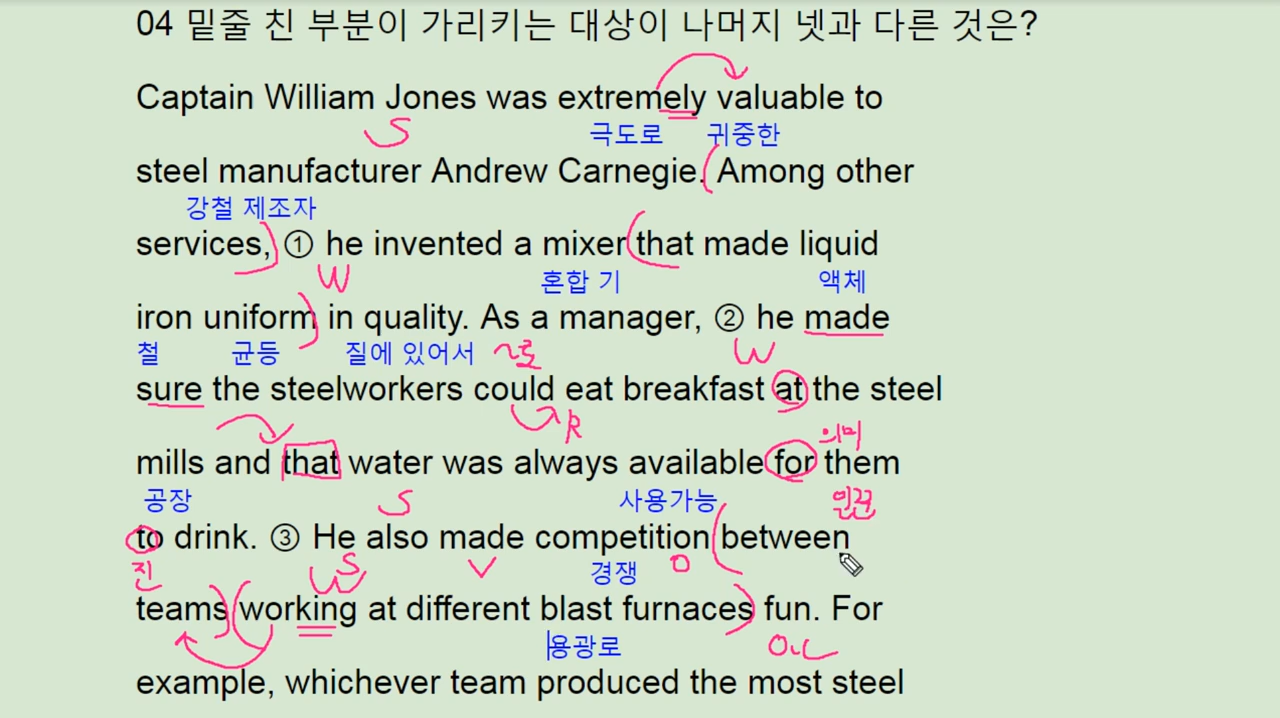 04 밑줄 친 부분이 가리키는 대상이 나머지 넷과 다른 것은?
Captain William Jones was extremely valuable to
S 극도로 귀중한
steel manufacturer Andrew Carnegie. Among other
강철 제조자
services, ① he invented a mixer that made liquid
W 혼합 기 액체
iron uniform in quality. As a manager, ② he made
철 균등 질에 있어서 ~로 W
sure the steelworkers could eat breakfast at the steel
R 의미
mills and that water was always available for them
공장 S 사용가능
to drink. ③ He also made competition between
진 W S V 경쟁 O
teams working at different blast furnaces fun. For
용광로 O.C
example, whichever team produced the most steel